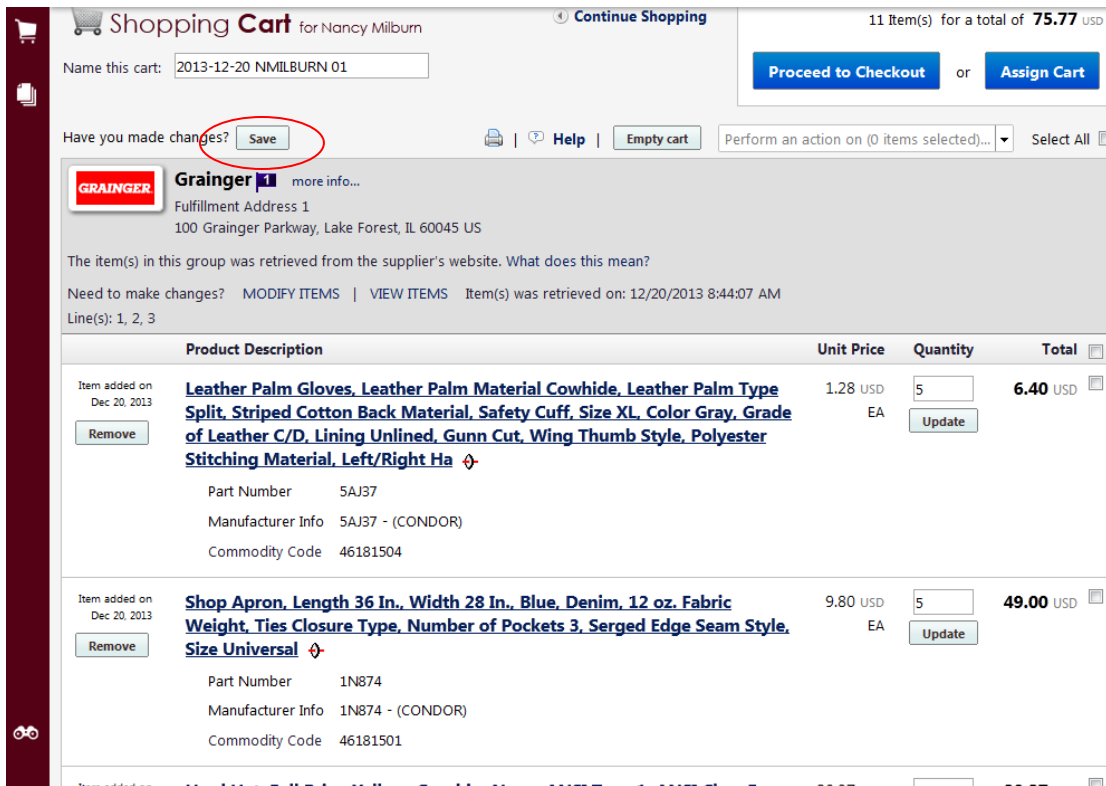 Shopping Cart for Nancy Milburn
Continue Shopping
11 Item(s) for a total of 75.77 USD
Name this cart: 2013-12-20 NMILBURN 01
Proceed to Checkout or Assign Cart
Have you made changes? Save
| ? Help | Empty cart
Perform an action on (0 items selected)... Select All
GRAINGER
Grainger 1 more info...
Fulfillment Address 1
100 Grainger Parkway, Lake Forest, IL 60045 US
The item(s) in this group was retrieved from the supplier's website. What does this mean?
Need to make changes? MODIFY ITEMS | VIEW ITEMS Item(s) was retrieved on: 12/20/2013 8:44:07 AM
Line(s): 1, 2, 3
Product Description Unit Price Quantity Total
Item added on
Dec 20, 2013
Remove
Leather Palm Gloves, Leather Palm Material Cowhide, Leather Palm Type
Split, Striped Cotton Back Material, Safety Cuff, Size XL, Color Gray, Grade
of Leather C/D, Lining Unlined, Gunn Cut, Wing Thumb Style, Polyester
Stitching Material, Left/Right Ha
1.28 USD
EA
5
Update
6.40 USD
Part Number 5AJ37
Manufacturer Info 5AJ37 - (CONDOR)
Commodity Code 46181504
Item added on
Dec 20, 2013
Remove
Shop Apron, Length 36 In., Width 28 In., Blue, Denim, 12 oz. Fabric
Weight, Ties Closure Type, Number of Pockets 3, Serged Edge Seam Style,
Size Universal
9.80 USD
EA
5
Update
49.00 USD
Part Number 1N874
Manufacturer Info 1N874 - (CONDOR)
Commodity Code 46181501